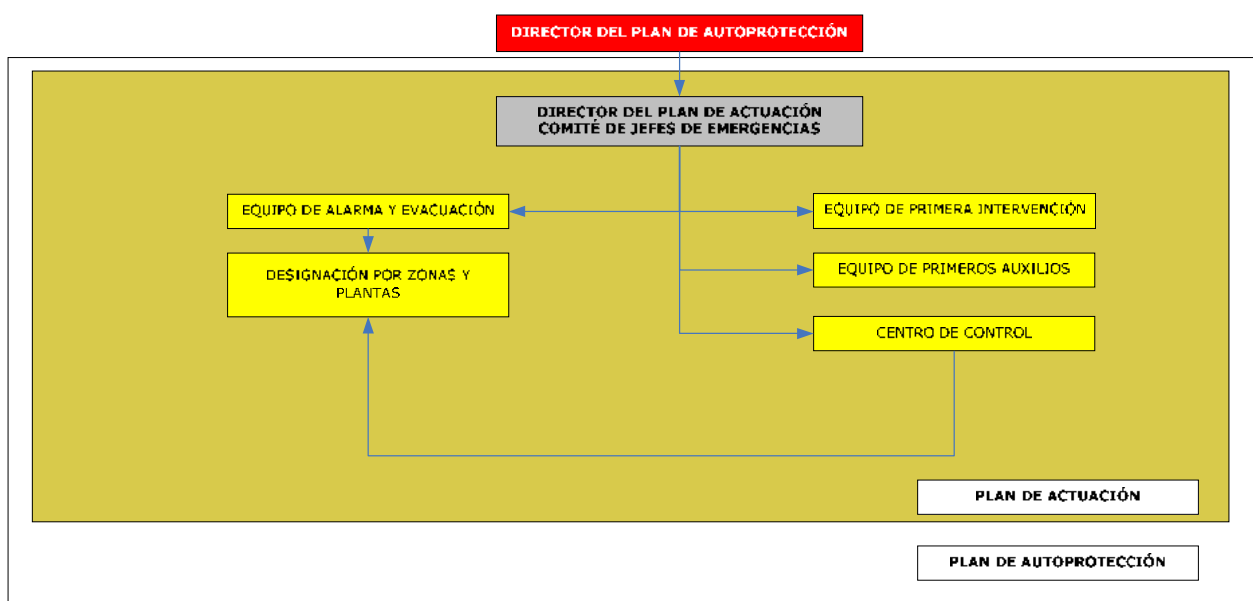 DIRECTOR DEL PLAN DE AUTOPROTECCIÓN
DIRECTOR DEL PLAN DE ACTUACIÓN
COMITÉ DE JEFES DE EMERGENCIAS
EQUIPO DE ALARMA Y EVACUACIÓN
EQUIPO DE PRIMERA INTERVENCIÓN
DESIGNACIÓN POR ZONAS Y
PLANTAS
EQUIPO DE PRIMEROS AUXILIOS
CENTRO DE CONTROL
PLAN DE ACTUACIÓN
PLAN DE AUTOPROTECCIÓN